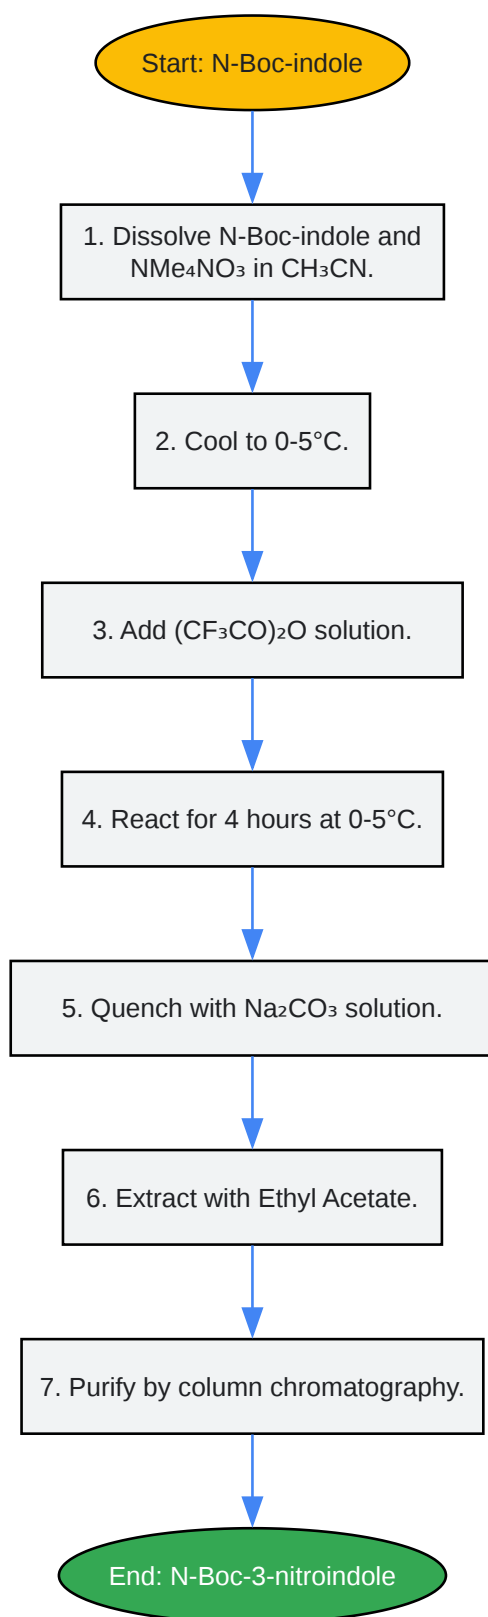 Start: N-Boc-indole
1. Dissolve N-Boc-indole and
NMe₄NO₃ in CH₃CN.
2. Cool to 0-5°C.
3. Add (CF₃CO)₂O solution.
4. React for 4 hours at 0-5°C.
5. Quench with Na₂CO₃ solution.
6. Extract with Ethyl Acetate.
7. Purify by column chromatography.
End: N-Boc-3-nitroindole